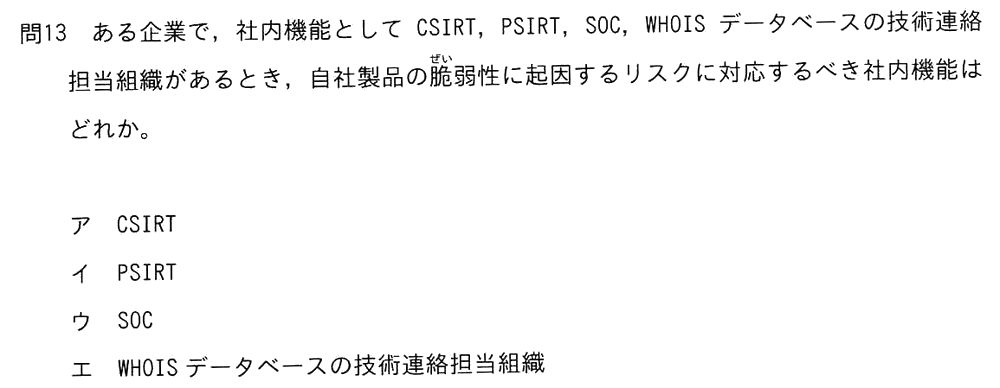 問13　ある企業で，社内機能として CSIRT，PSIRT，SOC，WHOIS データベースの技術連絡
担当組織があるとき，自社製品の脆(ぜい)弱性に起因するリスクに対応するべき社内機能は
どれか。
ア　CSIRT
イ　PSIRT
ウ　SOC
エ　WHOIS データベースの技術連絡担当組織